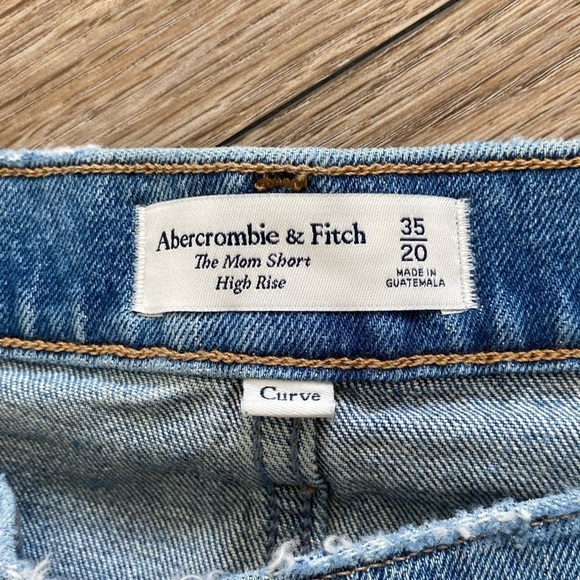 Abercrombie & Fitch
The Mom Short
High Rise
35
20
MADE IN
GUATEMALA
Curve